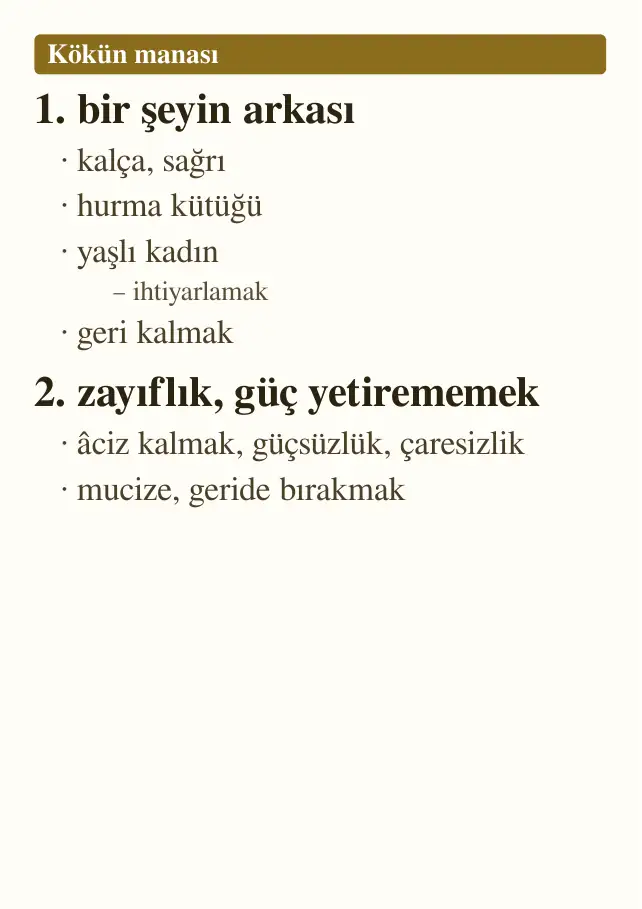 Kökün manası
1. bir şeyin arkası
· kalça, sağrı
· hurma kütüğü
· yaşlı kadın
– ihtiyarlamak
· geri kalmak
2. zayıflık, güç yetirememek
· âciz kalmak, güçsüzlük, çaresizlik
· mucize, geride bırakmak